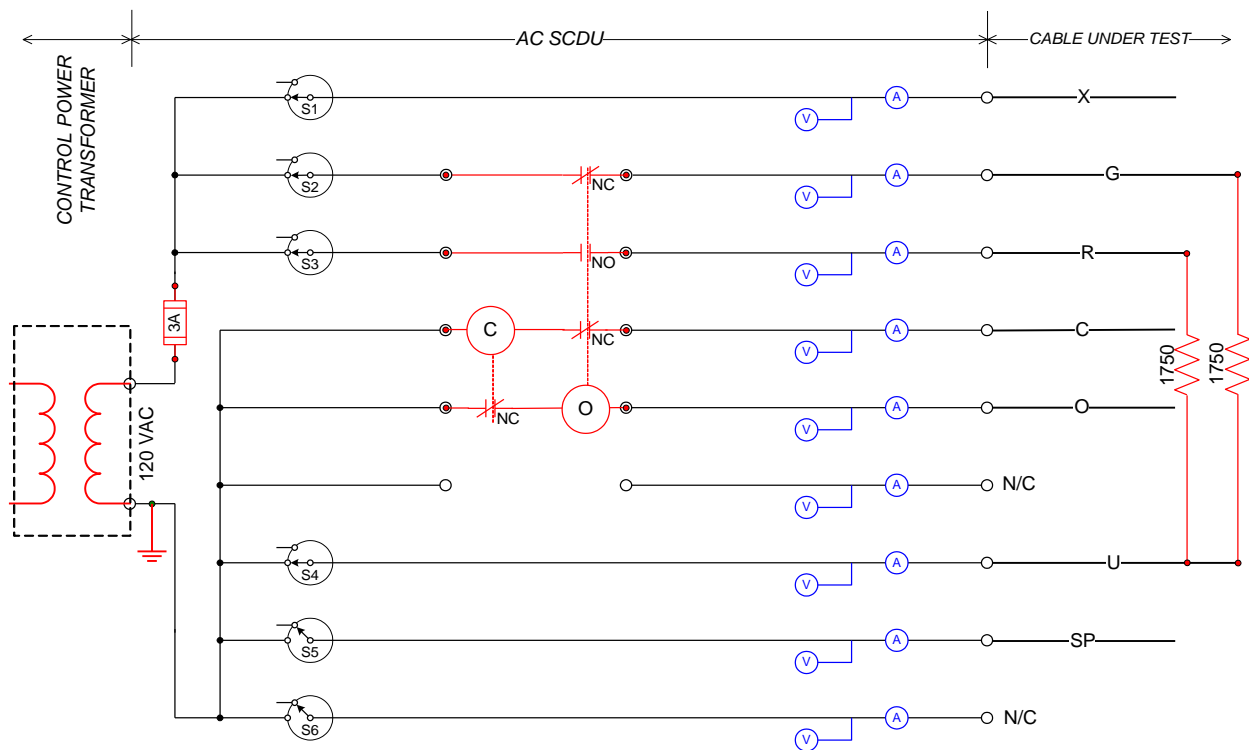 AC SCDU
CABLE UNDER TEST
CONTROL POWER
TRANSFORMER
S1
V
A
X
S2
NC
V
A
G
S3
NO
V
A
R
3A
C
NC
V
A
C
1750
1750
120 VAC
NC
O
V
A
O
V
A
N/C
S4
V
A
U
S5
V
A
SP
S6
V
A
N/C